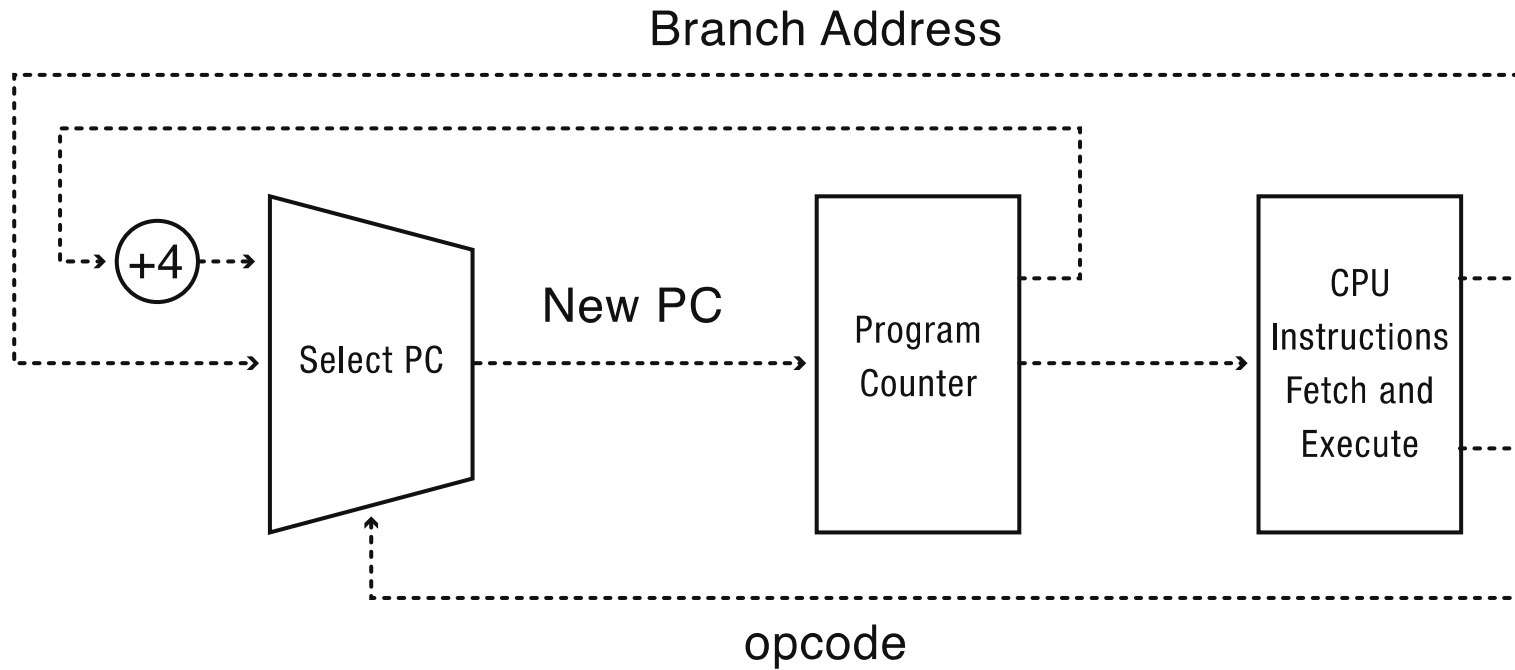 Branch Address
+4
Select PC
New PC
Program
Counter
CPU
Instructions
Fetch and
Execute
opcode